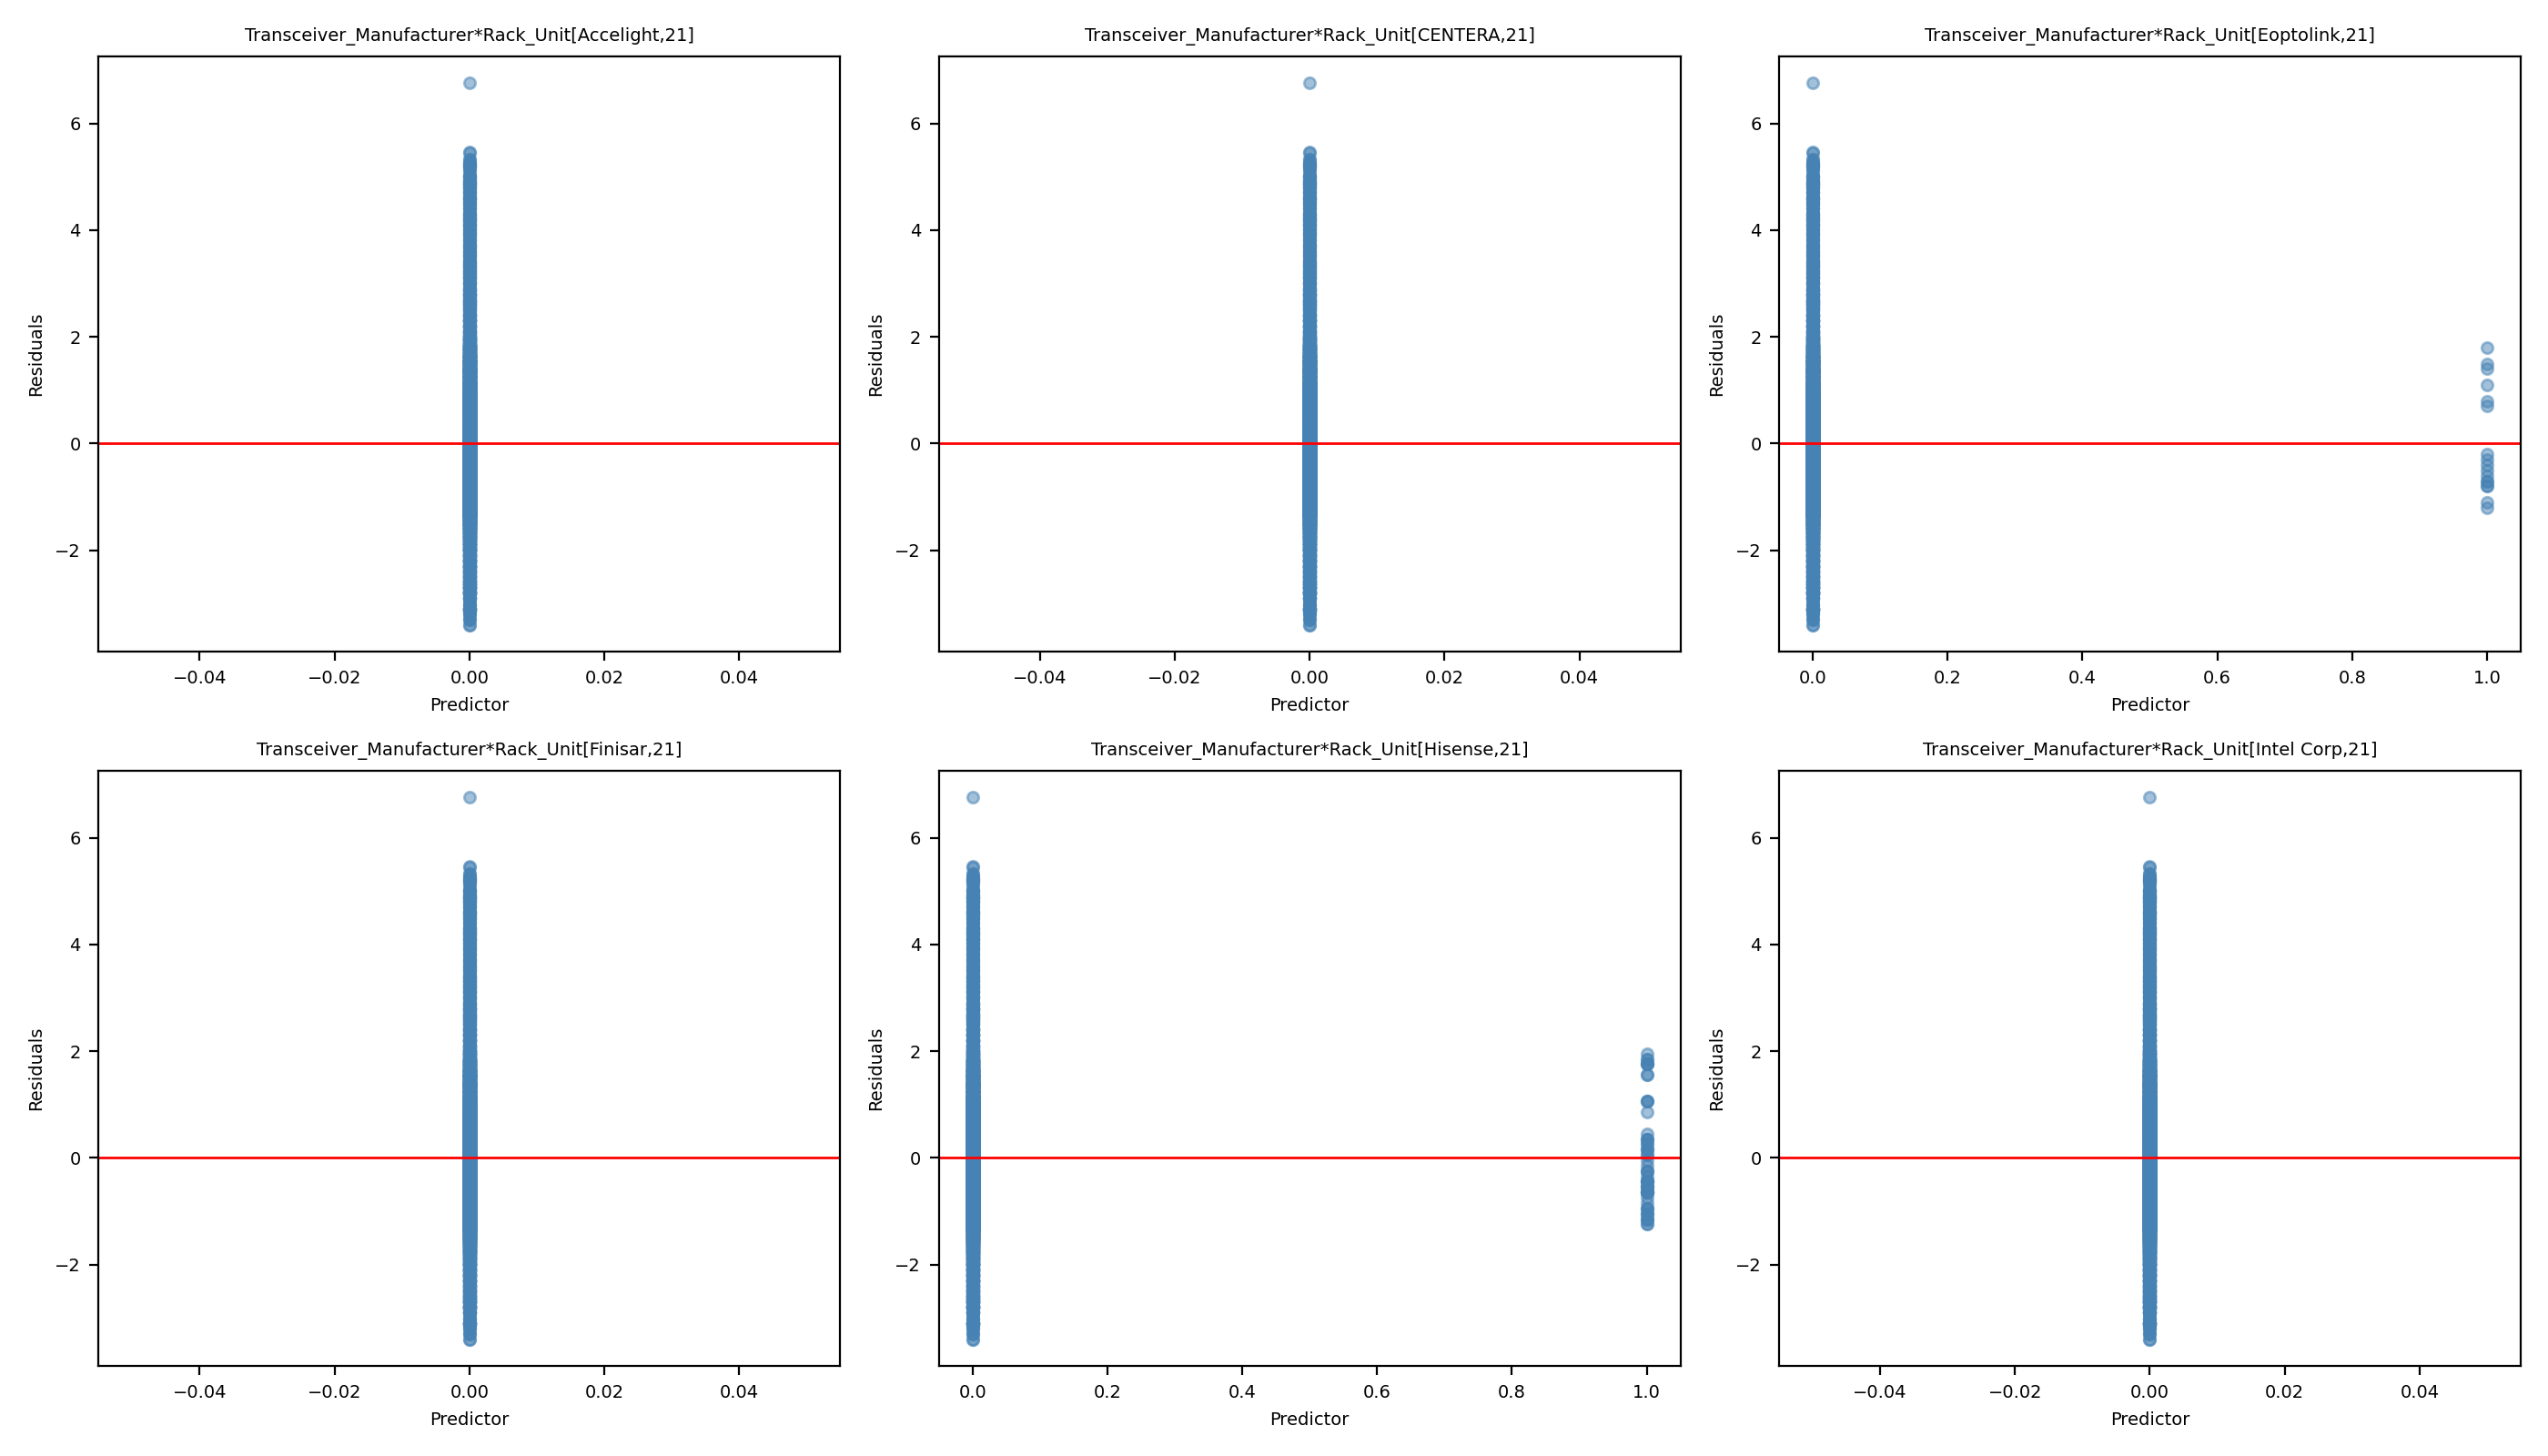 Transceiver_Manufacturer*Rack_Unit[Accelight,21]
Residuals
6
4
2
0
−2
−0.04 −0.02 0.00 0.02 0.04
Predictor
Transceiver_Manufacturer*Rack_Unit[CENTERA,21]
Residuals
6
4
2
0
−2
−0.04 −0.02 0.00 0.02 0.04
Predictor
Transceiver_Manufacturer*Rack_Unit[Eoptolink,21]
Residuals
6
4
2
0
−2
0.0 0.2 0.4 0.6 0.8 1.0
Predictor
Transceiver_Manufacturer*Rack_Unit[Finisar,21]
Residuals
6
4
2
0
−2
−0.04 −0.02 0.00 0.02 0.04
Predictor
Transceiver_Manufacturer*Rack_Unit[Hisense,21]
Residuals
6
4
2
0
−2
0.0 0.2 0.4 0.6 0.8 1.0
Predictor
Transceiver_Manufacturer*Rack_Unit[Intel Corp,21]
Residuals
6
4
2
0
−2
−0.04 −0.02 0.00 0.02 0.04
Predictor